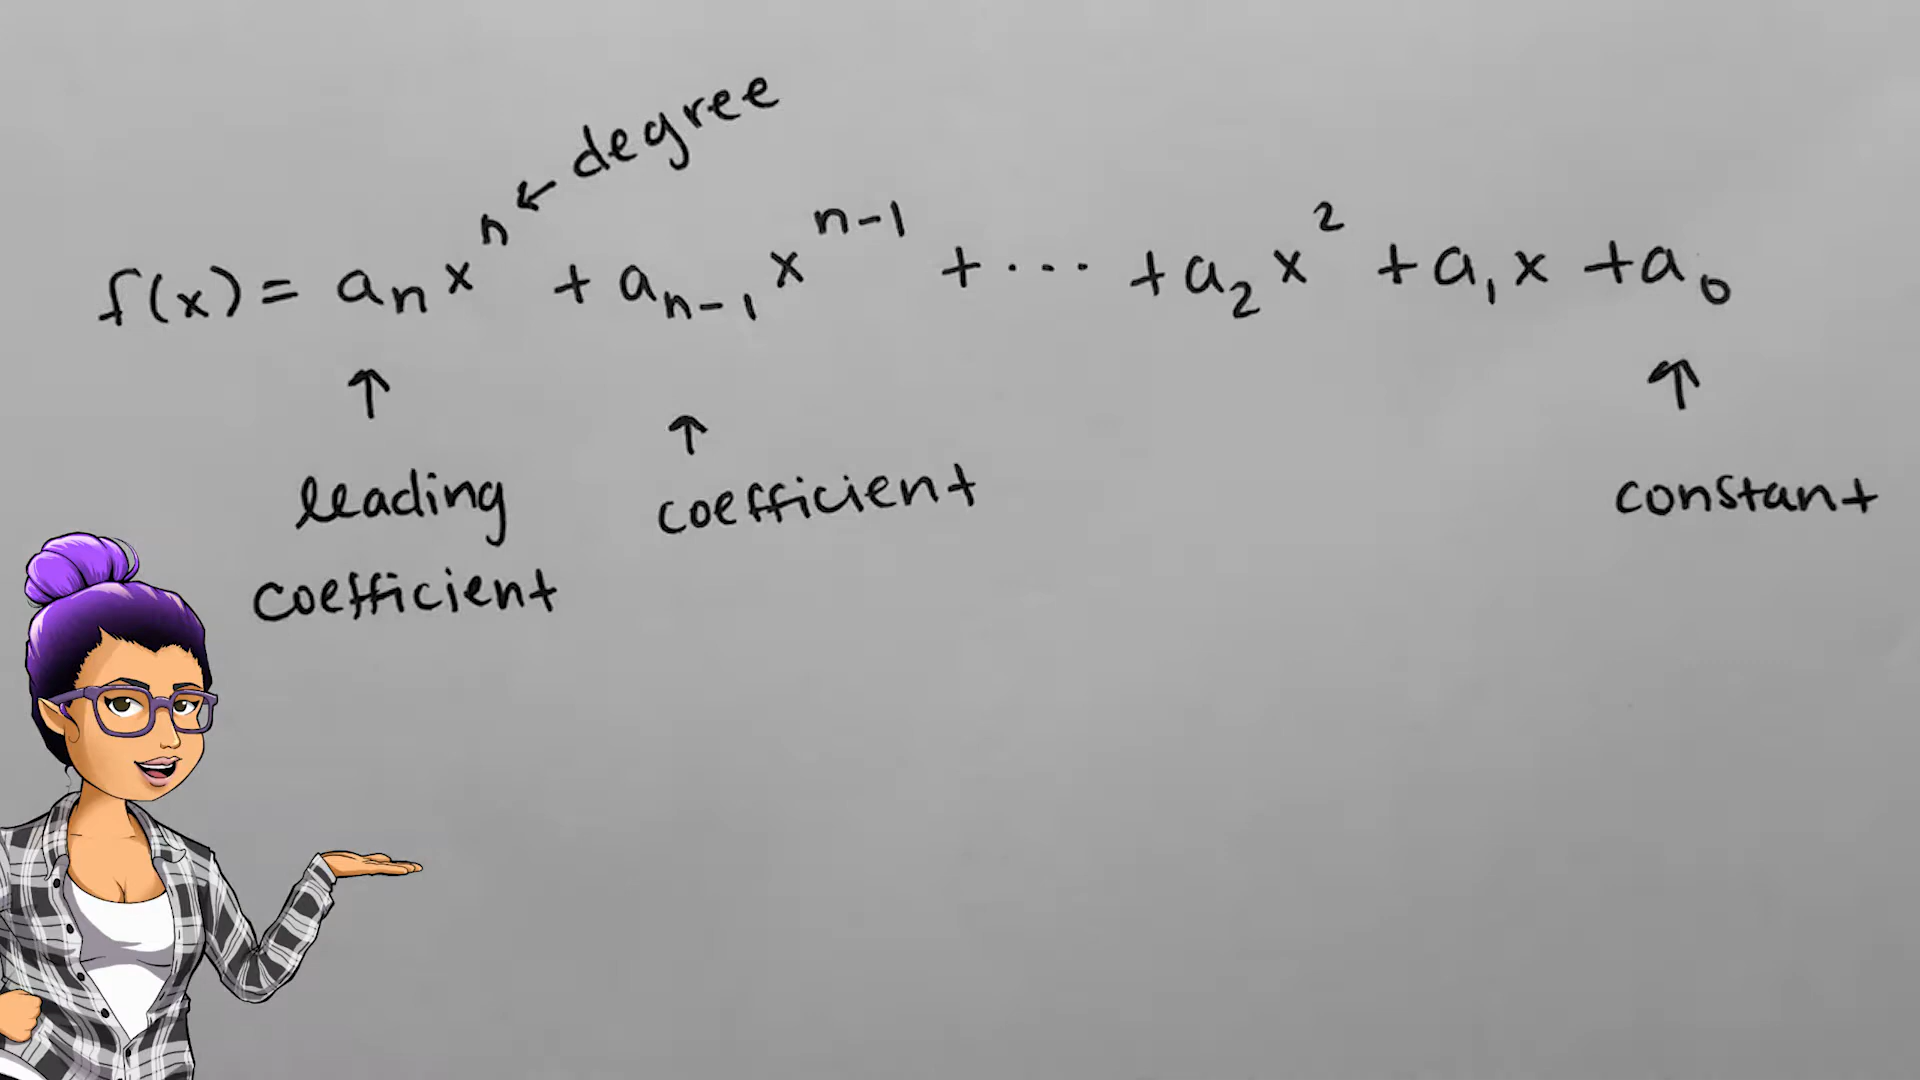 degree
f(x) = aₙxⁿ + aₙ₋₁xⁿ⁻¹ + ··· + a₂x² + a₁x + a₀
leading coefficient constant
coefficient